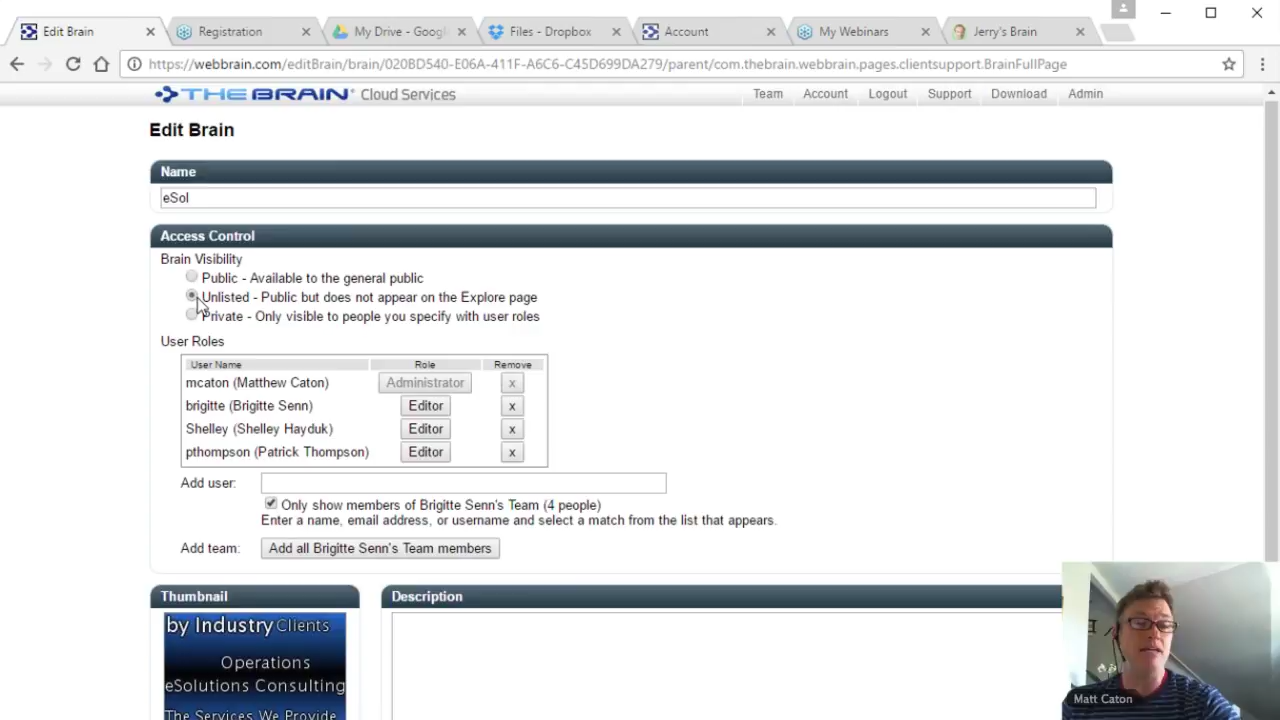 Edit Brain
Registration
My Drive - Googl
Files - Dropbox
Account
My Webinars
Jerry's Brain
https://webbrain.com/editBrain/brain/020BD540-E06A-411F-A6C6-C45D699DA279/parent/com.thebrain.webbrain.pages.clientsupport.BrainFullPage
THEBRAIN Cloud Services
Team Account Logout Support Download Admin
Edit Brain
Name
eSol
Access Control
Brain Visibility
Public - Available to the general public
Unlisted - Public but does not appear on the Explore page
Private - Only visible to people you specify with user roles
User Roles
User Name Role Remove
mcaton (Matthew Caton) Administrator x
brigitte (Brigitte Senn) Editor x
Shelley (Shelley Hayduk) Editor x
pthompson (Patrick Thompson) Editor x
Add user:
Only show members of Brigitte Senn's Team (4 people)
Enter a name, email address, or username and select a match from the list that appears.
Add team: Add all Brigitte Senn's Team members
Thumbnail
Description
by Industry Clients
Operations
eSolutions Consulting
The Services We Provide
Matt Caton